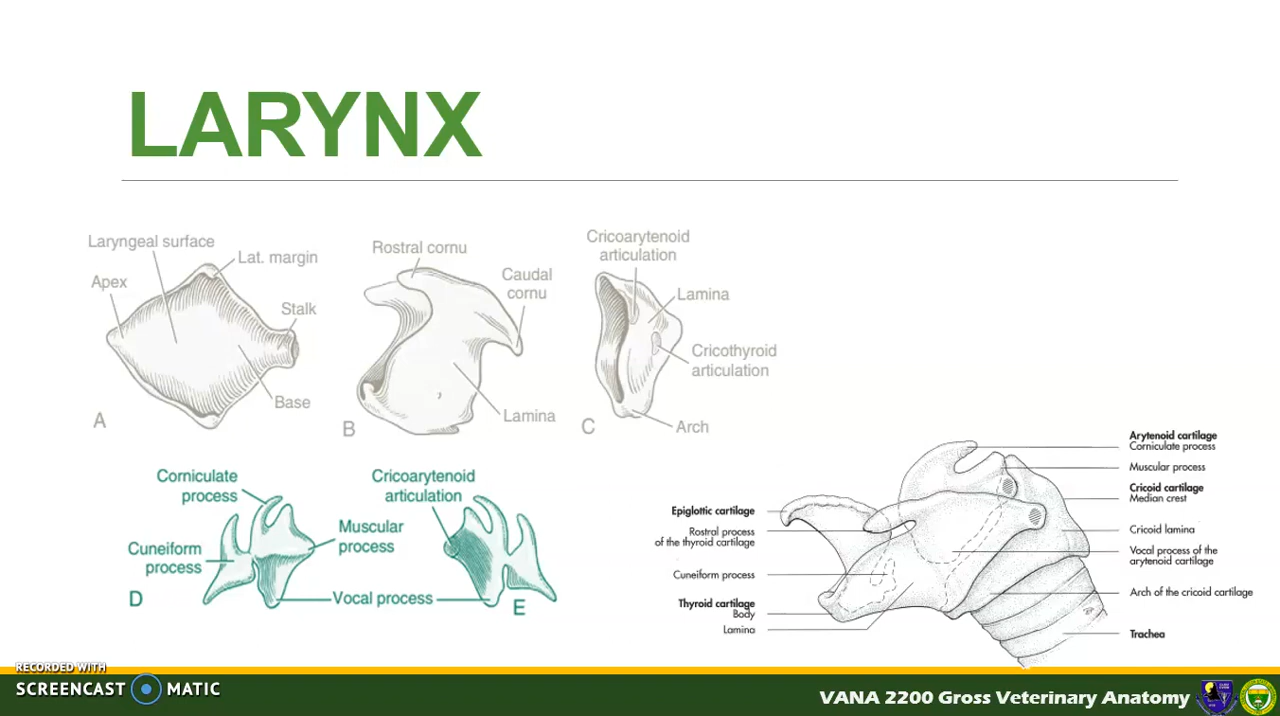 LARYNX
Laryngeal surface
Lat. margin
Apex
Stalk
Base
A
Rostral cornu
Caudal
cornu
Lamina
B
Cricoarytenoid
articulation
Lamina
Cricothyroid
articulation
Arch
C
Corniculate
process
Cuneiform
process
Muscular
process
D
Vocal process
Cricoarytenoid
articulation
E
Epiglottic cartilage
Rostral process
of the thyroid cartilage
Cuneiform process
Thyroid cartilage
Body
Lamina
Arytenoid cartilage
Corniculate process
Muscular process
Cricoid cartilage
Median crest
Cricoid lamina
Vocal process of the
arytenoid cartilage
Arch of the cricoid cartilage
Trachea
RECORDED WITH
SCREENCAST MATIC
VANA 2200 Gross Veterinary Anatomy